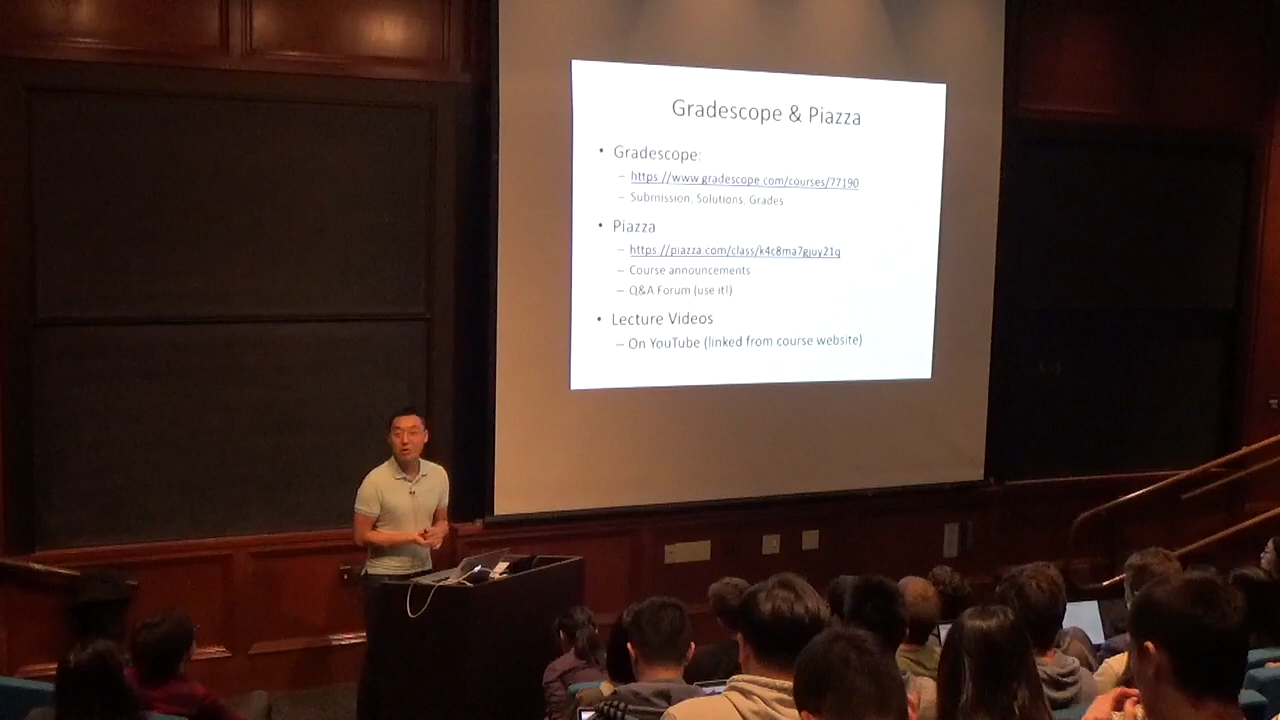 Gradescope & Piazza
• Gradescope:
– https://www.gradescope.com/courses/77190
– Submission, Solutions, Grades
• Piazza
– https://piazza.com/class/k4c8ma7gjuy21q
– Course announcements
– Q&A Forum (use it!)
• Lecture Videos
– On YouTube (linked from course website)